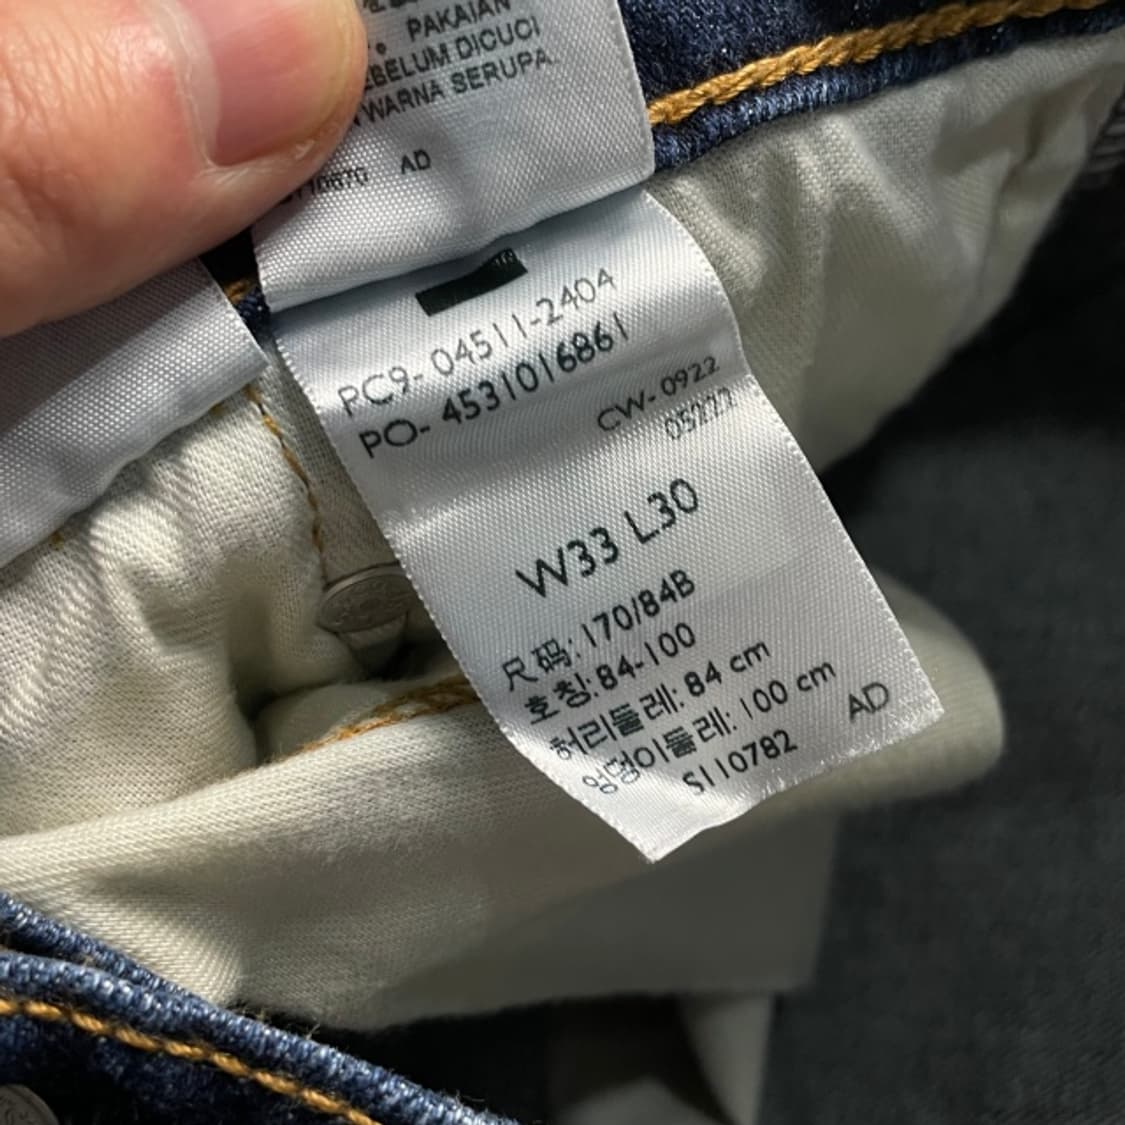 PAKAIAN
EBELUM DICUCI
WARNA SERUPA.
AD
PC9- 04511-2404
PO- 4531016861
CW- 0922
W33 L30
尺码: 170/84B
호칭: 84-100
허리둘레: 84 cm
엉덩이둘레: 100 cm
AD
S110782